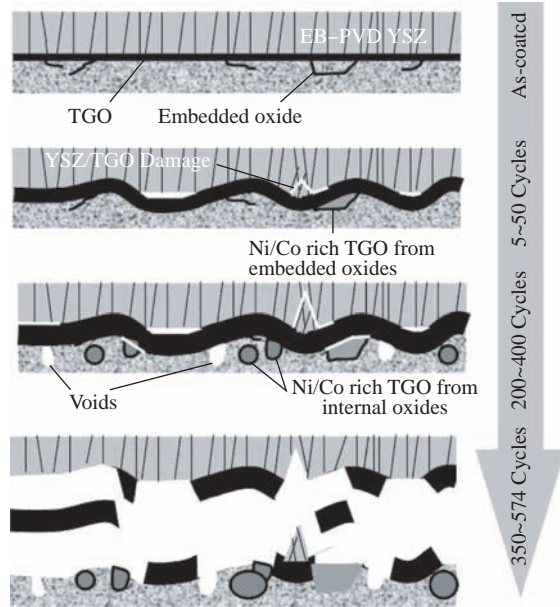 EB–PVD YSZ
TGO
Embedded oxide
As-coatcd
YSZ/TGO Damage
Ni/Co rich TGO from
embedded oxides
5~50 Cycles
Voids
Ni/Co rich TGO from
internal oxides
200~400 Cycles
350~574 Cycles